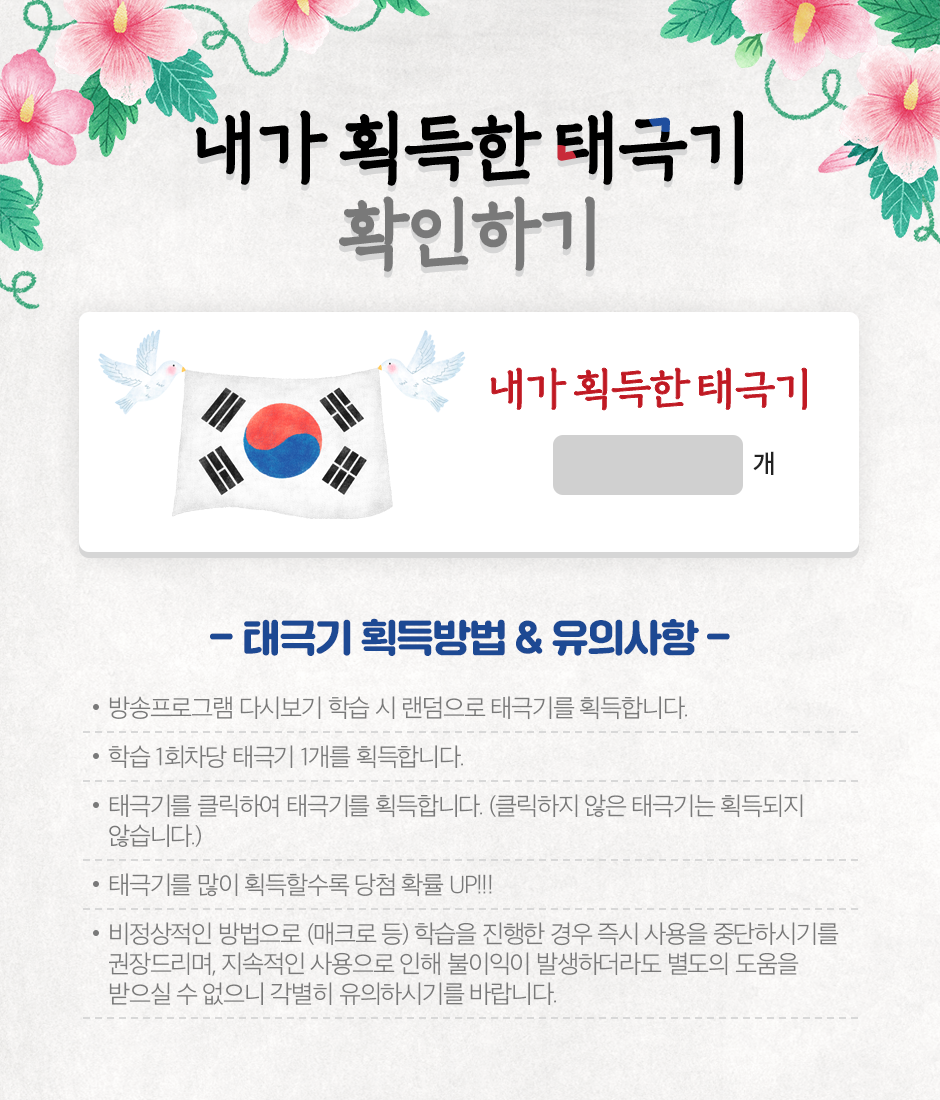 내가 획득한 태극기
확인하기
내가 획득한 태극기
개
– 태극기 획득방법 & 유의사항 –
• 방송프로그램 다시보기 학습 시 랜덤으로 태극기를 획득합니다.
• 학습 1회차당 태극기 1개를 획득합니다.
• 태극기를 클릭하여 태극기를 획득합니다. (클릭하지 않은 태극기는 획득되지
않습니다.)
• 태극기를 많이 획득할수록 당첨 확률 UP!!!
• 비정상적인 방법으로 (매크로 등) 학습을 진행한 경우 즉시 사용을 중단하시기를
권장드리며, 지속적인 사용으로 인해 불이익이 발생하더라도 별도의 도움을
받으실 수 없으니 각별히 유의하시기를 바랍니다.